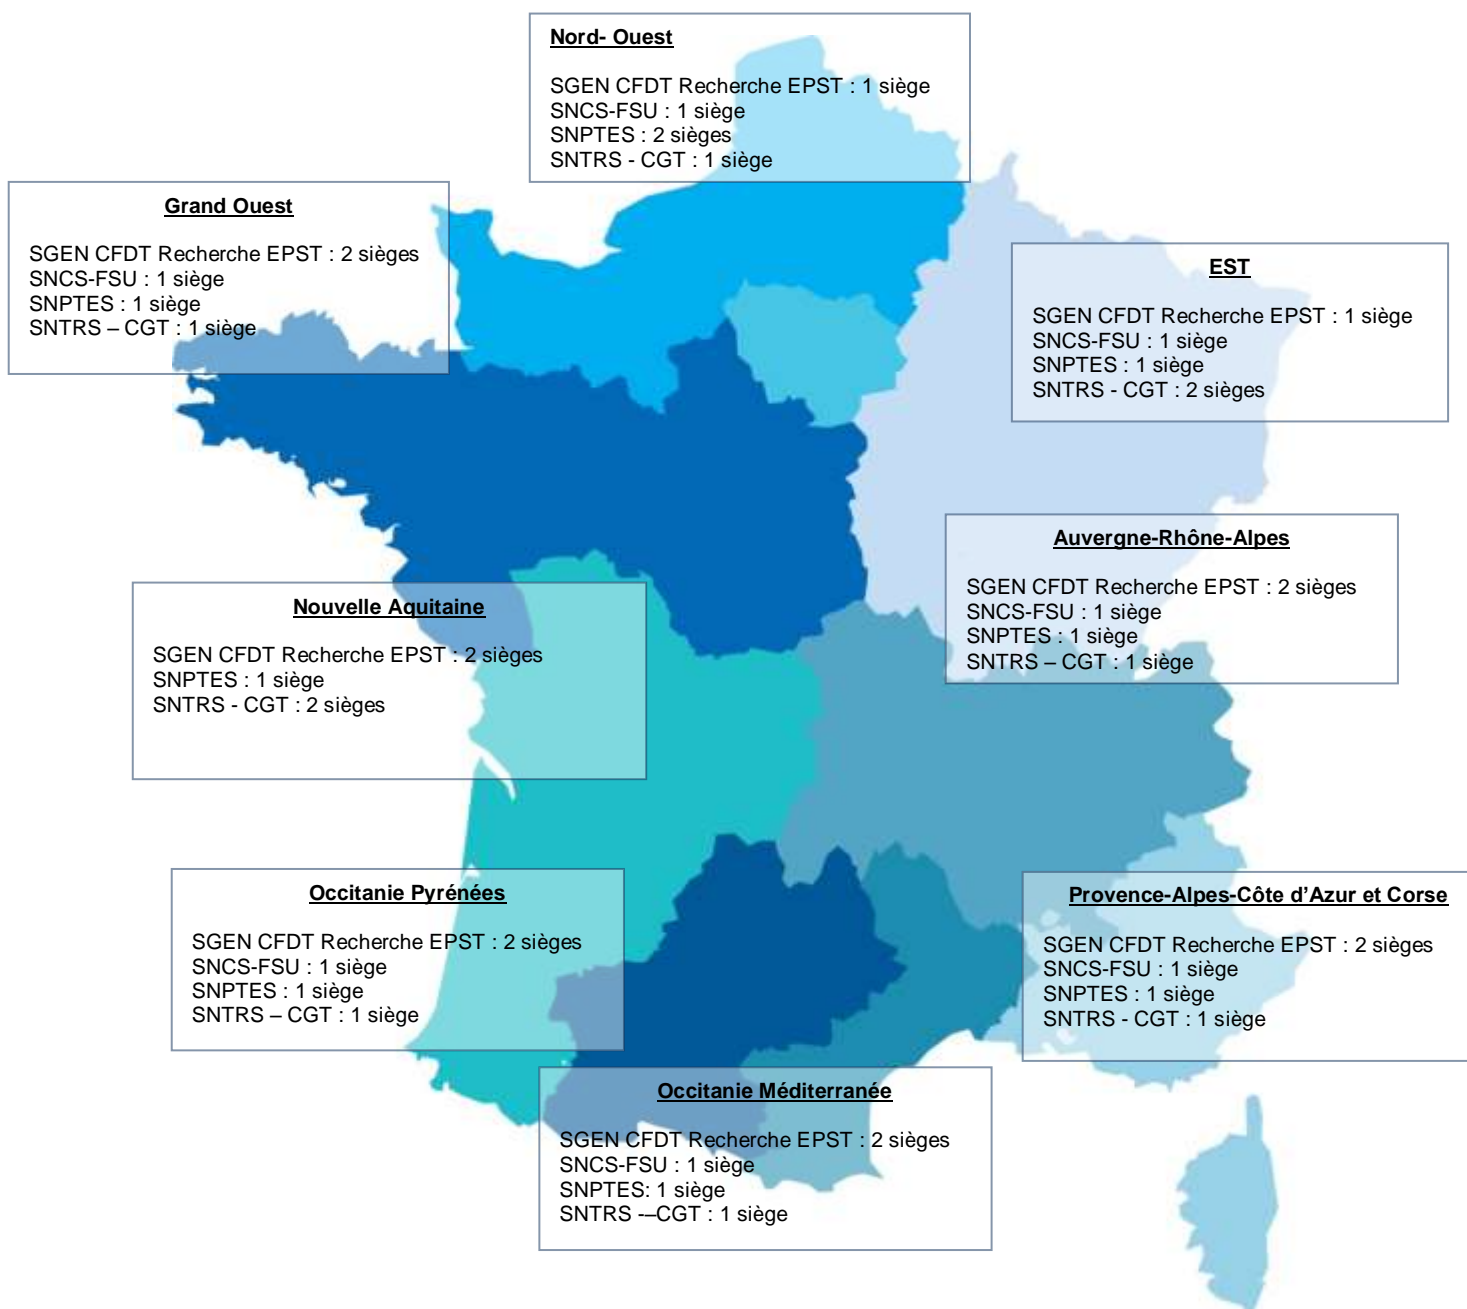 Nord- Ouest
SGEN CFDT Recherche EPST : 1 siège
SNCS-FSU : 1 siège
SNPTES : 2 sièges
SNTRS - CGT : 1 siège
Grand Ouest
SGEN CFDT Recherche EPST : 2 sièges
SNCS-FSU : 1 siège
SNPTES : 1 siège
SNTRS – CGT : 1 siège
EST
SGEN CFDT Recherche EPST : 1 siège
SNCS-FSU : 1 siège
SNPTES : 1 siège
SNTRS - CGT : 2 sièges
Auvergne-Rhône-Alpes
SGEN CFDT Recherche EPST : 2 sièges
SNCS-FSU : 1 siège
SNPTES : 1 siège
SNTRS – CGT : 1 siège
Nouvelle Aquitaine
SGEN CFDT Recherche EPST : 2 sièges
SNPTES : 1 siège
SNTRS - CGT : 2 sièges
Occitanie Pyrénées
SGEN CFDT Recherche EPST : 2 sièges
SNCS-FSU : 1 siège
SNPTES : 1 siège
SNTRS – CGT : 1 siège
Provence-Alpes-Côte d’Azur et Corse
SGEN CFDT Recherche EPST : 2 sièges
SNCS-FSU : 1 siège
SNPTES : 1 siège
SNTRS - CGT : 1 siège
Occitanie Méditerranée
SGEN CFDT Recherche EPST : 2 sièges
SNCS-FSU : 1 siège
SNPTES: 1 siège
SNTRS -–CGT : 1 siège